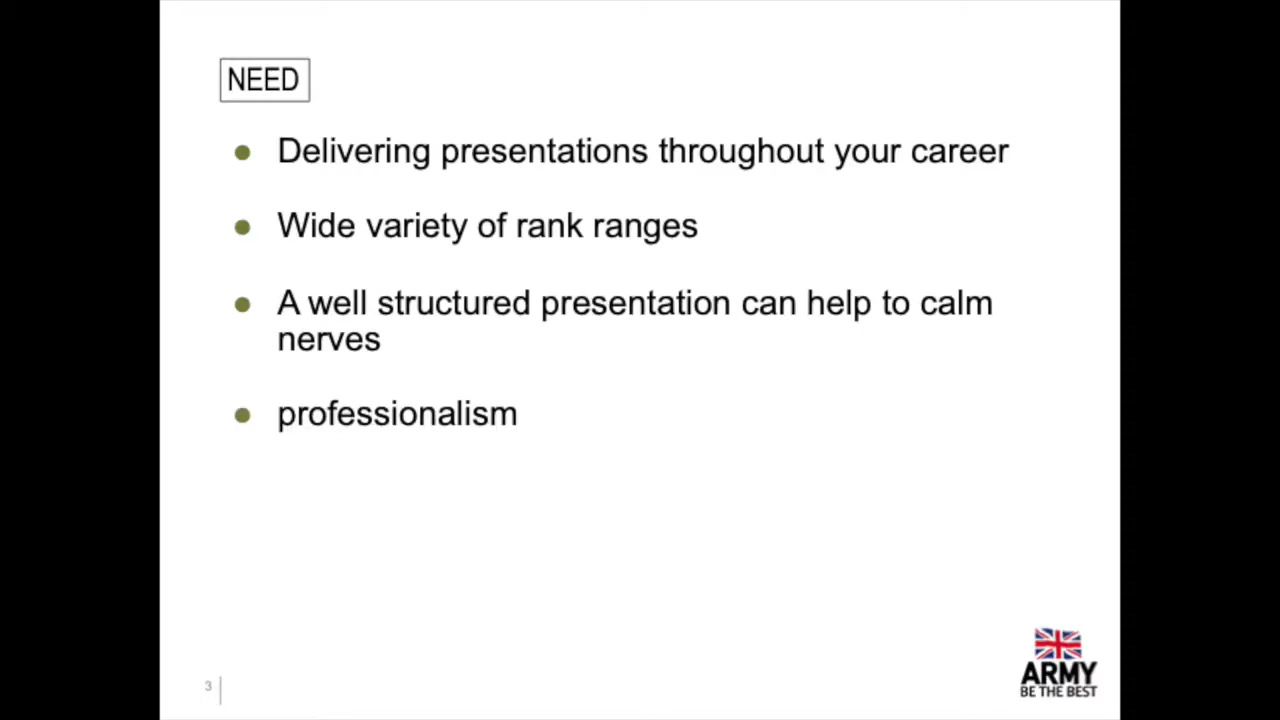 NEED
Delivering presentations throughout your career
Wide variety of rank ranges
A well structured presentation can help to calm
nerves
professionalism
3
ARMY
BE THE BEST